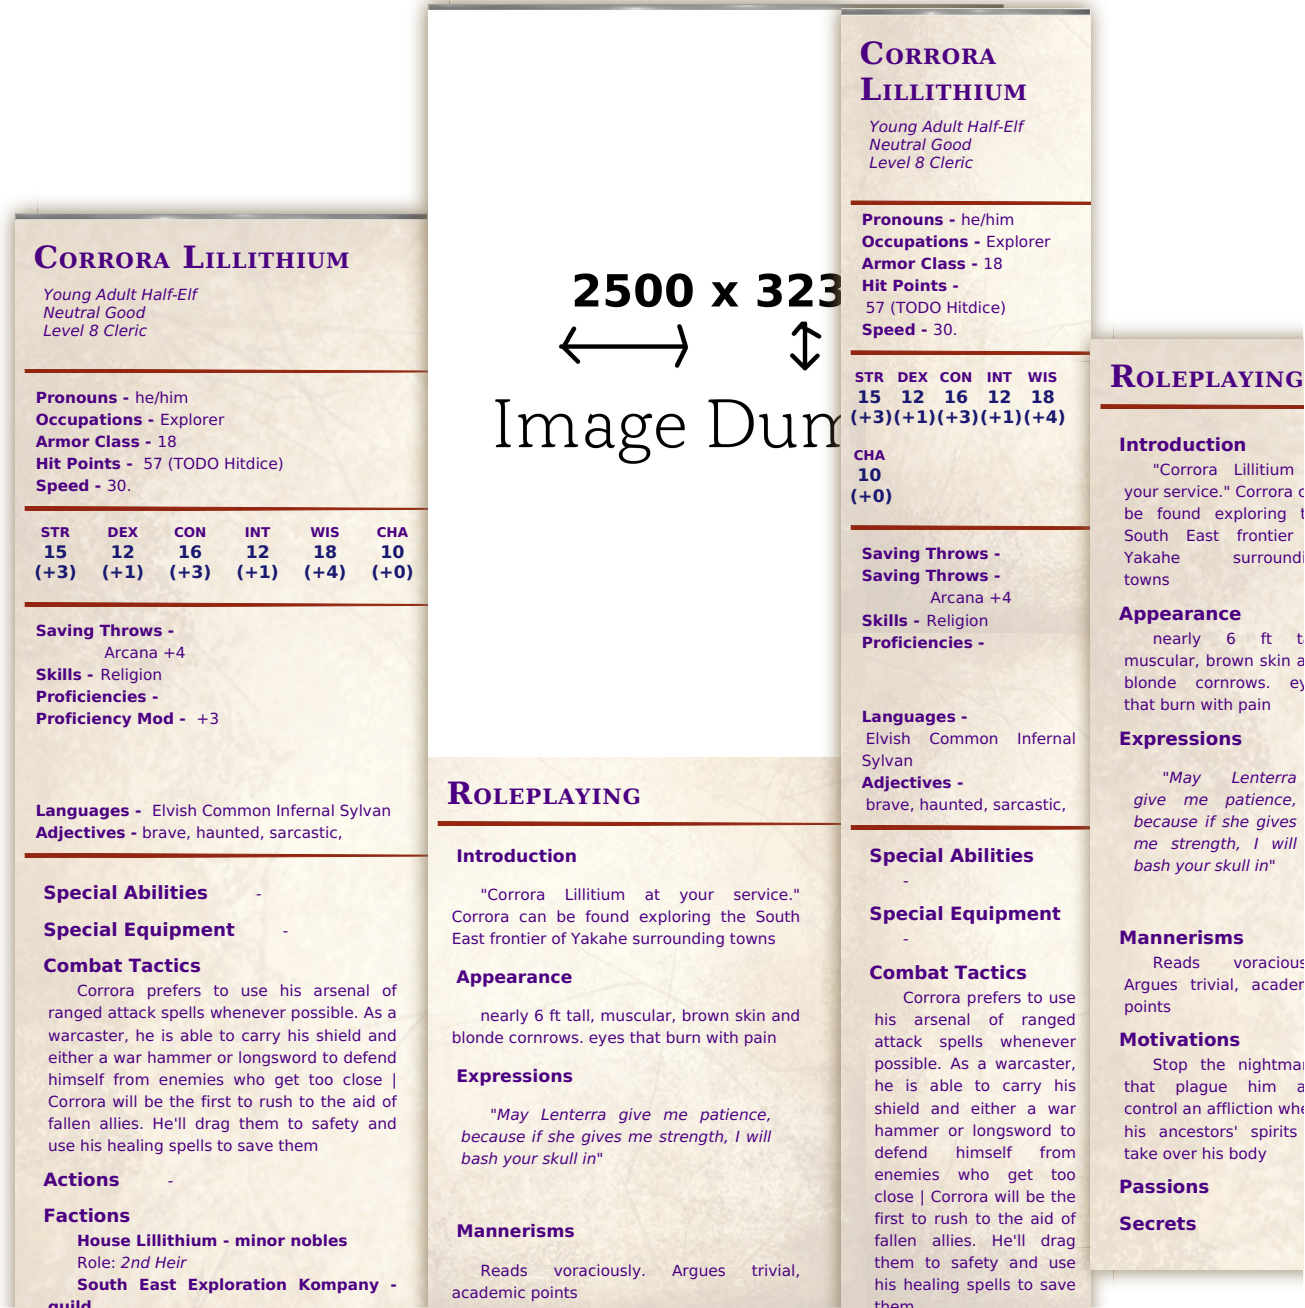 Corrora Lillithium
Young Adult Half-Elf
Neutral Good
Level 8 Cleric
Pronouns - he/him
Occupations - Explorer
Armor Class - 18
Hit Points - 57 (TODO Hitdice)
Speed - 30.
STR DEX CON INT WIS CHA
15 12 16 12 18 10
(+3) (+1) (+3) (+1) (+4) (+0)
Saving Throws -
Arcana +4
Skills - Religion
Proficiencies -
Proficiency Mod - +3
Languages - Elvish Common Infernal Sylvan
Adjectives - brave, haunted, sarcastic,
Special Abilities -
Special Equipment -
Combat Tactics
Corrora prefers to use his arsenal of
ranged attack spells whenever possible. As a
warcaster, he is able to carry his shield and
either a war hammer or longsword to defend
himself from enemies who get too close |
Corrora will be the first to rush to the aid of
fallen allies. He'll drag them to safety and
use his healing spells to save them
Actions -
Factions
House Lillithium - minor nobles
Role: 2nd Heir
South East Exploration Kompany -
guild
2500 x 323
Image Dum
Roleplaying
Introduction
"Corrora Lillitium at your service."
Corrora can be found exploring the South
East frontier of Yakahe surrounding towns
Appearance
nearly 6 ft tall, muscular, brown skin and
blonde cornrows. eyes that burn with pain
Expressions
"May Lenterra give me patience,
because if she gives me strength, I will
bash your skull in"
Mannerisms
Reads voraciously. Argues trivial,
academic points
Corrora
Lillithium
Young Adult Half-Elf
Neutral Good
Level 8 Cleric
Pronouns - he/him
Occupations - Explorer
Armor Class - 18
Hit Points -
57 (TODO Hitdice)
Speed - 30.
STR DEX CON INT WIS
15 12 16 12 18
(+3) (+1) (+3) (+1) (+4)
CHA
10
(+0)
Saving Throws -
Saving Throws -
Arcana +4
Skills - Religion
Proficiencies -
Languages -
Elvish Common Infernal
Sylvan
Adjectives -
brave, haunted, sarcastic,
Special Abilities
-
Special Equipment
-
Combat Tactics
Corrora prefers to use
his arsenal of ranged
attack spells whenever
possible. As a warcaster,
he is able to carry his
shield and either a war
hammer or longsword to
defend himself from
enemies who get too
close | Corrora will be the
first to rush to the aid of
fallen allies. He'll drag
them to safety and use
his healing spells to save
them
Roleplaying
Introduction
"Corrora Lillitium
your service." Corrora
be found exploring
South East frontier
Yakahe
towns
Appearance
nearly 6 ft
muscular, brown skin
blonde cornrows.
that burn with pain
Expressions
"May Lenterra
give me patience,
because if she gives
me strength, I will
bash your skull in"
Mannerisms
Reads
Argues trivial,
points
Motivations
Stop the
that plague him
control an affliction
his ancestors' spirits
take over his body
Passions
Secrets